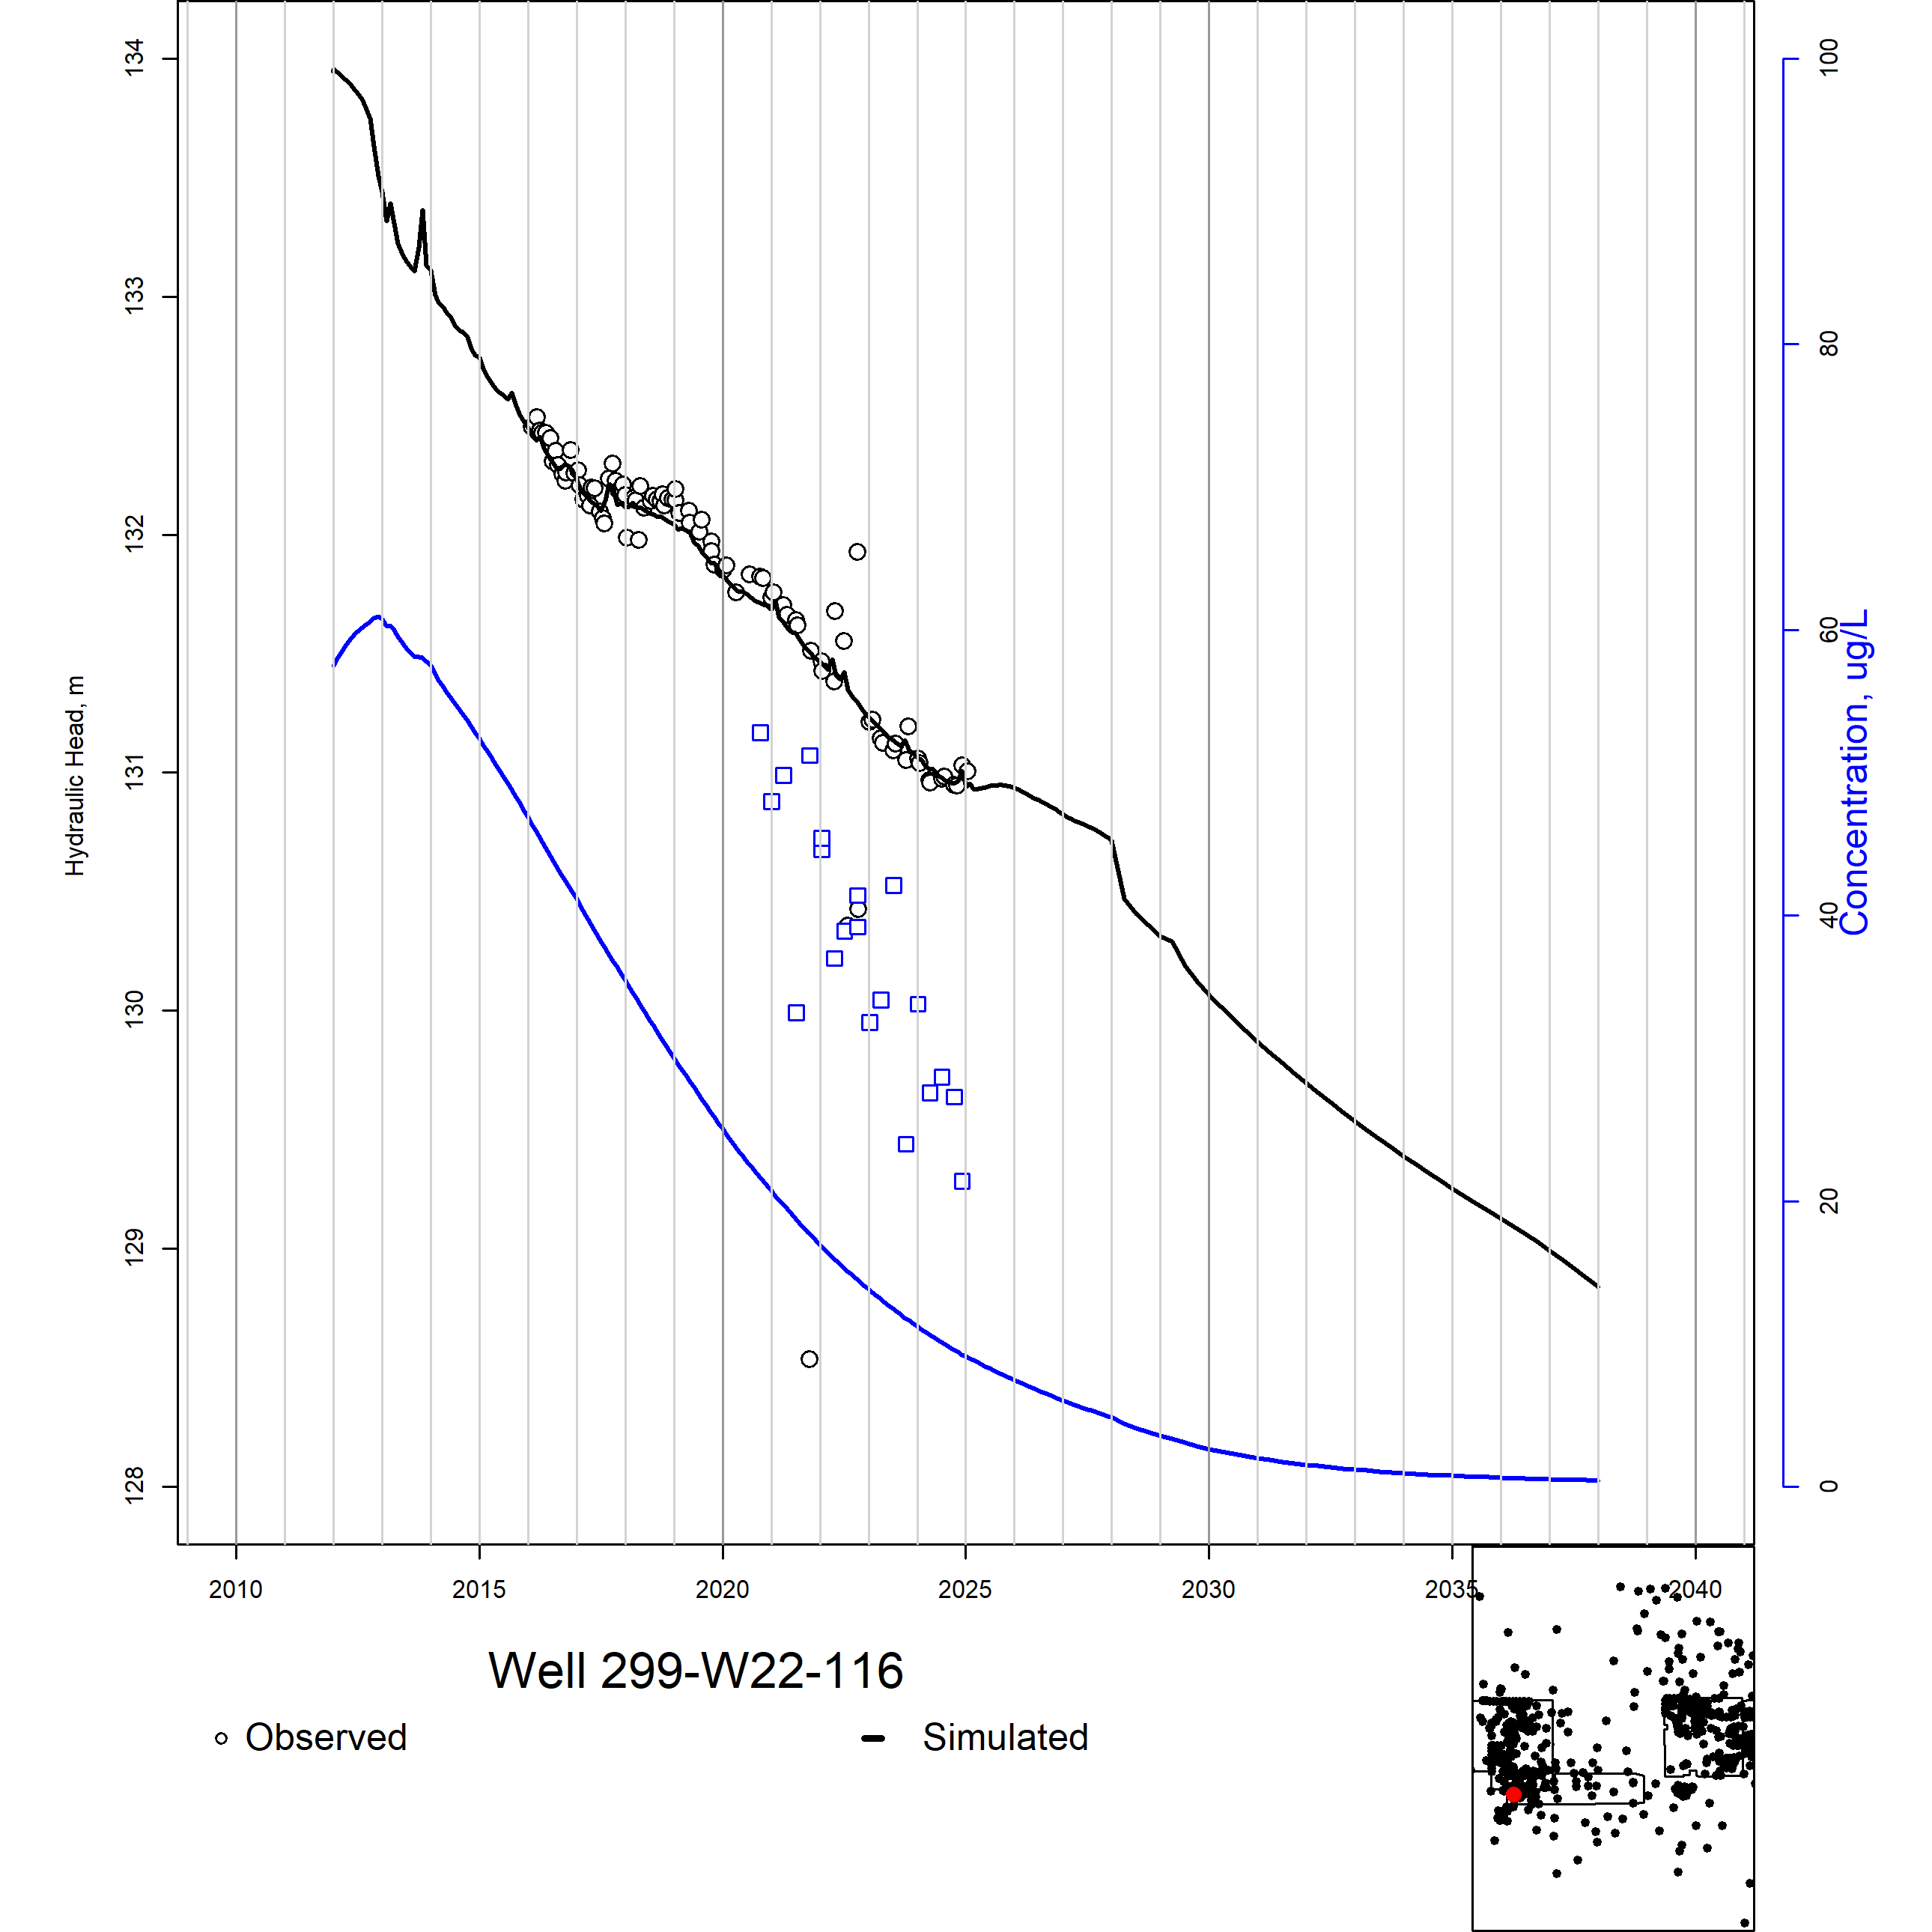 134
133
132
131
130
129
128
Hydraulic Head, m
100
80
60
40
20
0
Concentration, ug/L
2010 2015 2020 2025 2030 2035 2040
Well 299-W22-116
Observed Simulated